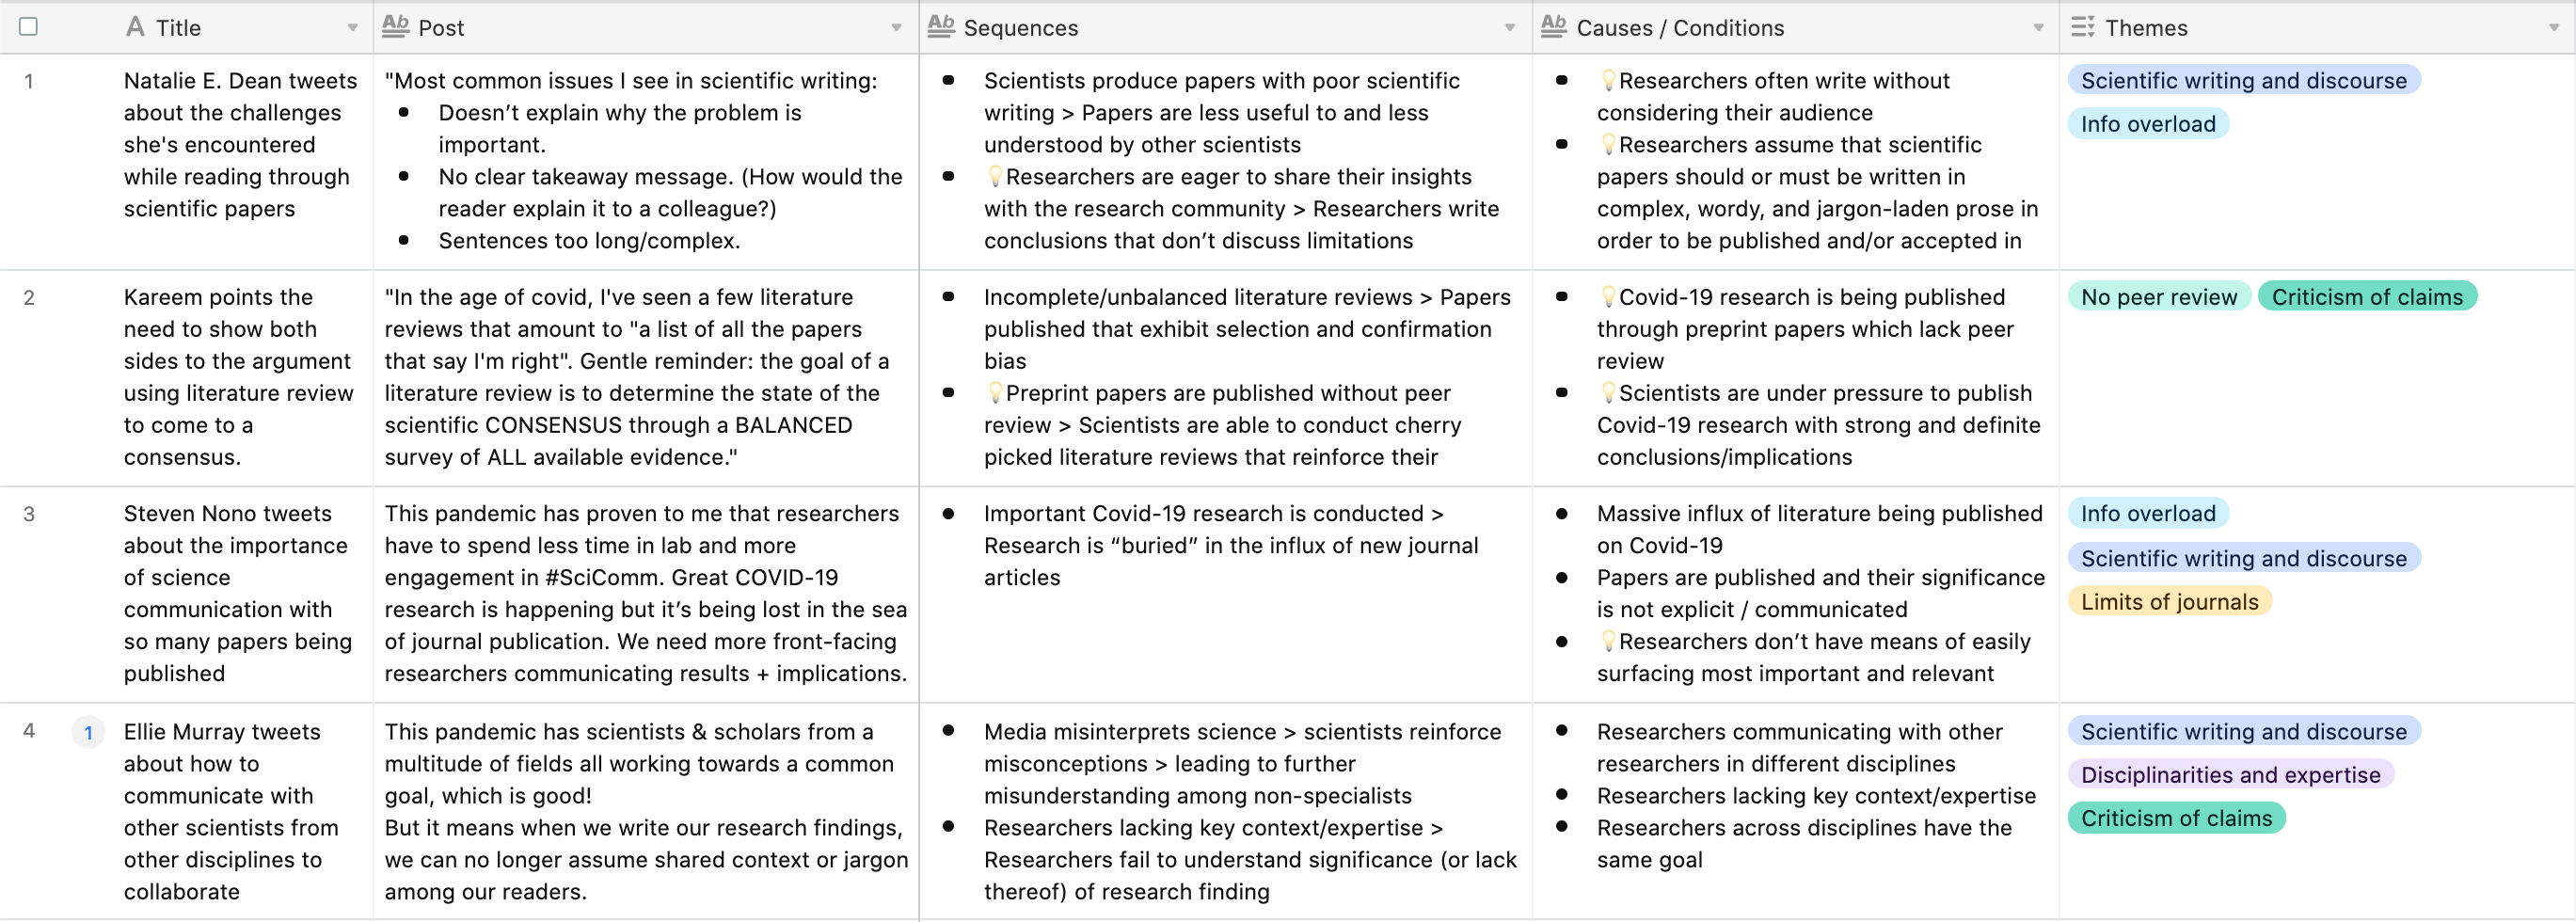 Title
Post
Sequences
Causes / Conditions
Themes
1
Natalie E. Dean tweets
about the challenges
she's encountered
while reading through
scientific papers
"Most common issues I see in scientific writing:
Doesn’t explain why the problem is
important.
No clear takeaway message. (How would the
reader explain it to a colleague?)
Sentences too long/complex.
Scientists produce papers with poor scientific
writing > Papers are less useful to and less
understood by other scientists
💡Researchers are eager to share their insights
with the research community > Researchers write
conclusions that don’t discuss limitations
💡Researchers often write without
considering their audience
💡Researchers assume that scientific
papers should or must be written in
complex, wordy, and jargon-laden prose in
order to be published and/or accepted in
Scientific writing and discourse
Info overload
2
Kareem points the
need to show both
sides to the argument
using literature review
to come to a
consensus.
"In the age of covid, I've seen a few literature
reviews that amount to "a list of all the papers
that say I'm right". Gentle reminder: the goal of a
literature review is to determine the state of the
scientific CONSENSUS through a BALANCED
survey of ALL available evidence."
Incomplete/unbalanced literature reviews > Papers
published that exhibit selection and confirmation
bias
💡Preprint papers are published without peer
review > Scientists are able to conduct cherry
picked literature reviews that reinforce their
💡Covid-19 research is being published
through preprint papers which lack peer
review
💡Scientists are under pressure to publish
Covid-19 research with strong and definite
conclusions/implications
No peer review Criticism of claims
3
Steven Nono tweets
about the importance
of science
communication with
so many papers being
published
This pandemic has proven to me that researchers
have to spend less time in lab and more
engagement in #SciComm. Great COVID-19
research is happening but it’s being lost in the sea
of journal publication. We need more front-facing
researchers communicating results + implications.
Important Covid-19 research is conducted >
Research is “buried” in the influx of new journal
articles
Massive influx of literature being published
on Covid-19
Papers are published and their significance
is not explicit / communicated
💡Researchers don’t have means of easily
surfacing most important and relevant
Info overload
Scientific writing and discourse
Limits of journals
4
1
Ellie Murray tweets
about how to
communicate with
other scientists from
other disciplines to
collaborate
This pandemic has scientists & scholars from a
multitude of fields all working towards a common
goal, which is good!
But it means when we write our research findings,
we can no longer assume shared context or jargon
among our readers.
Media misinterprets science > scientists reinforce
misconceptions > leading to further
misunderstanding among non-specialists
Researchers lacking key context/expertise >
Researchers fail to understand significance (or lack
thereof) of research finding
Researchers communicating with other
researchers in different disciplines
Researchers lacking key context/expertise
Researchers across disciplines have the
same goal
Scientific writing and discourse
Disciplinarities and expertise
Criticism of claims